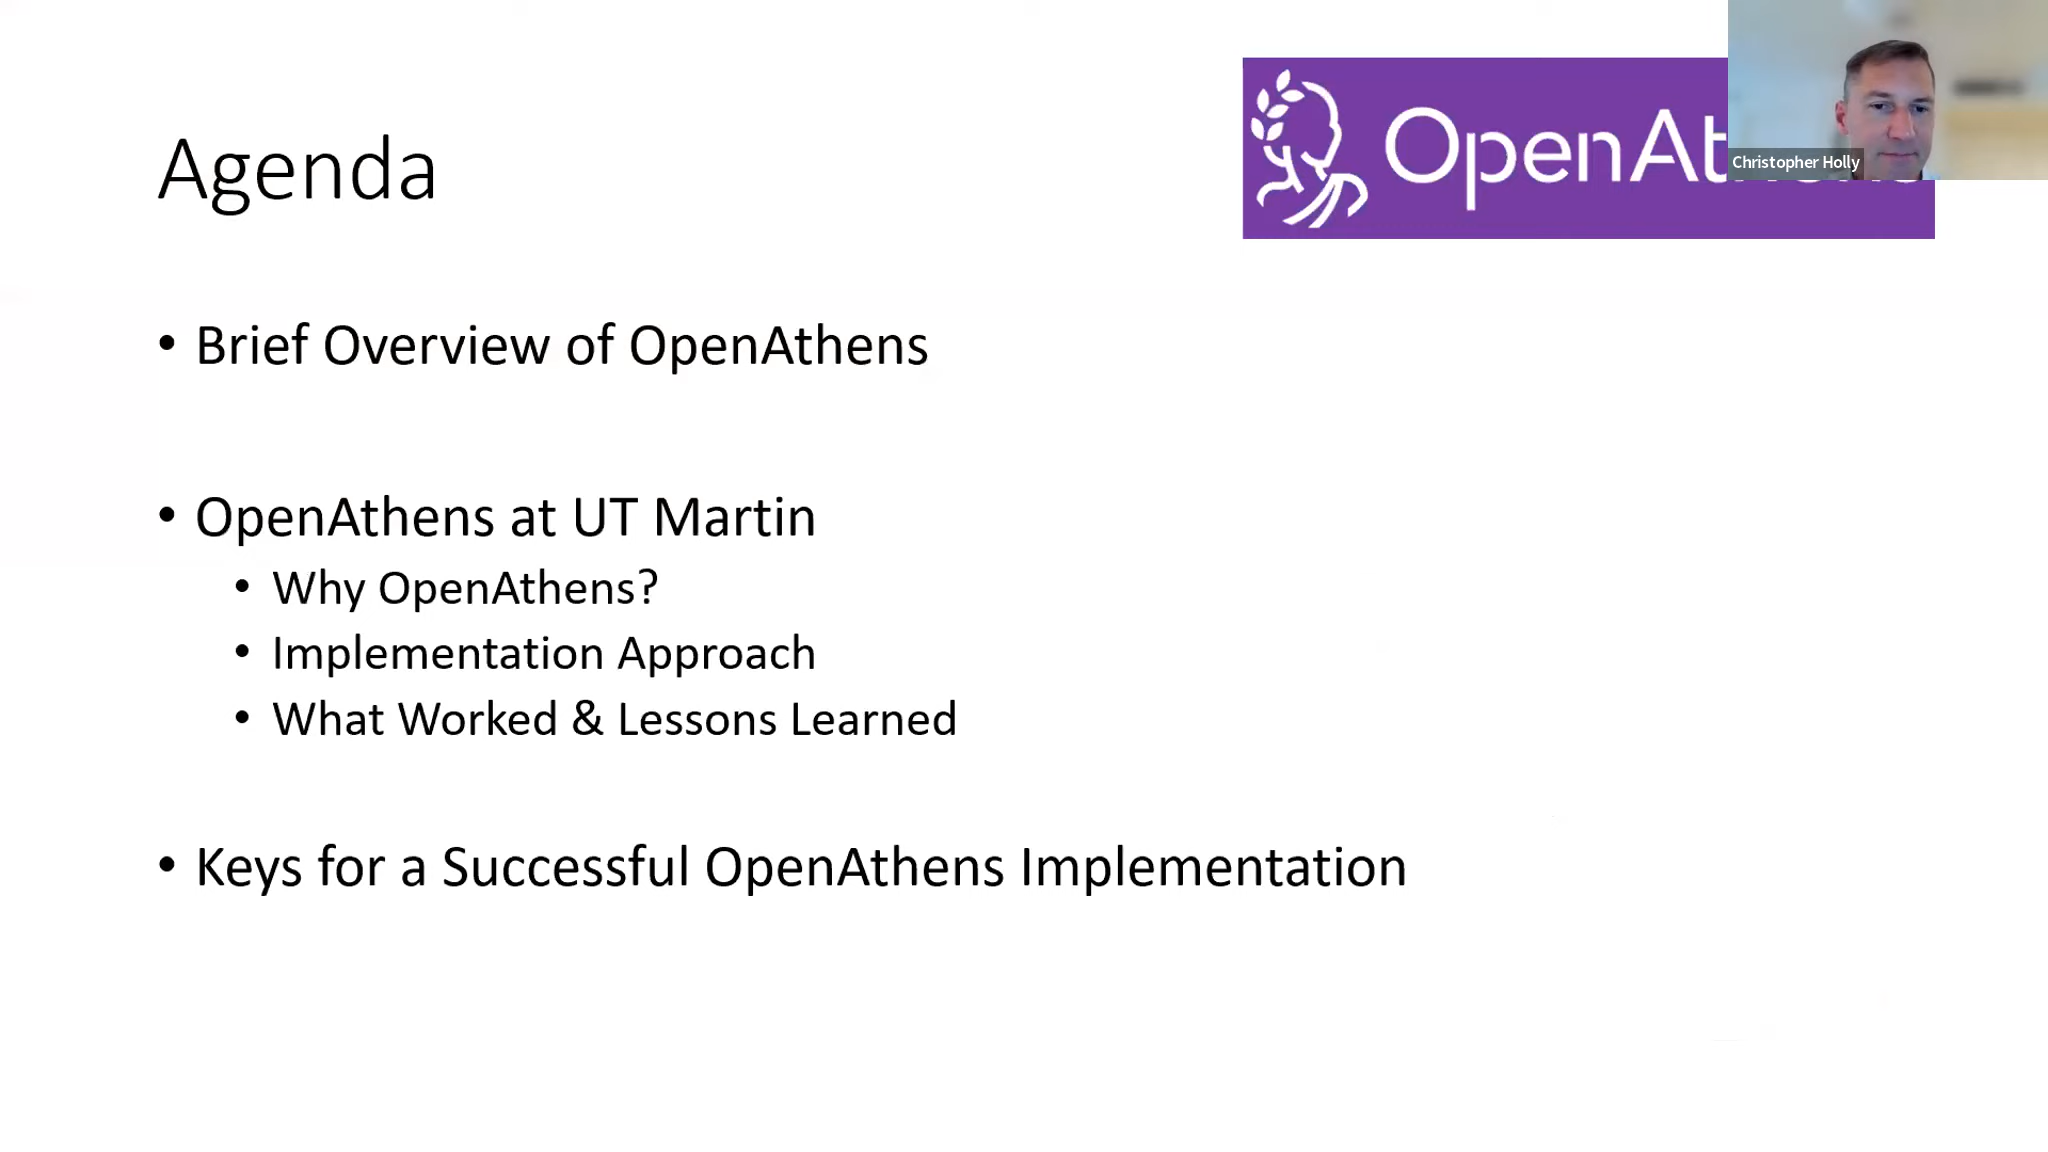 Agenda
OpenAt
Christopher Holly
• Brief Overview of OpenAthens
• OpenAthens at UT Martin
• Why OpenAthens?
• Implementation Approach
• What Worked & Lessons Learned
• Keys for a Successful OpenAthens Implementation